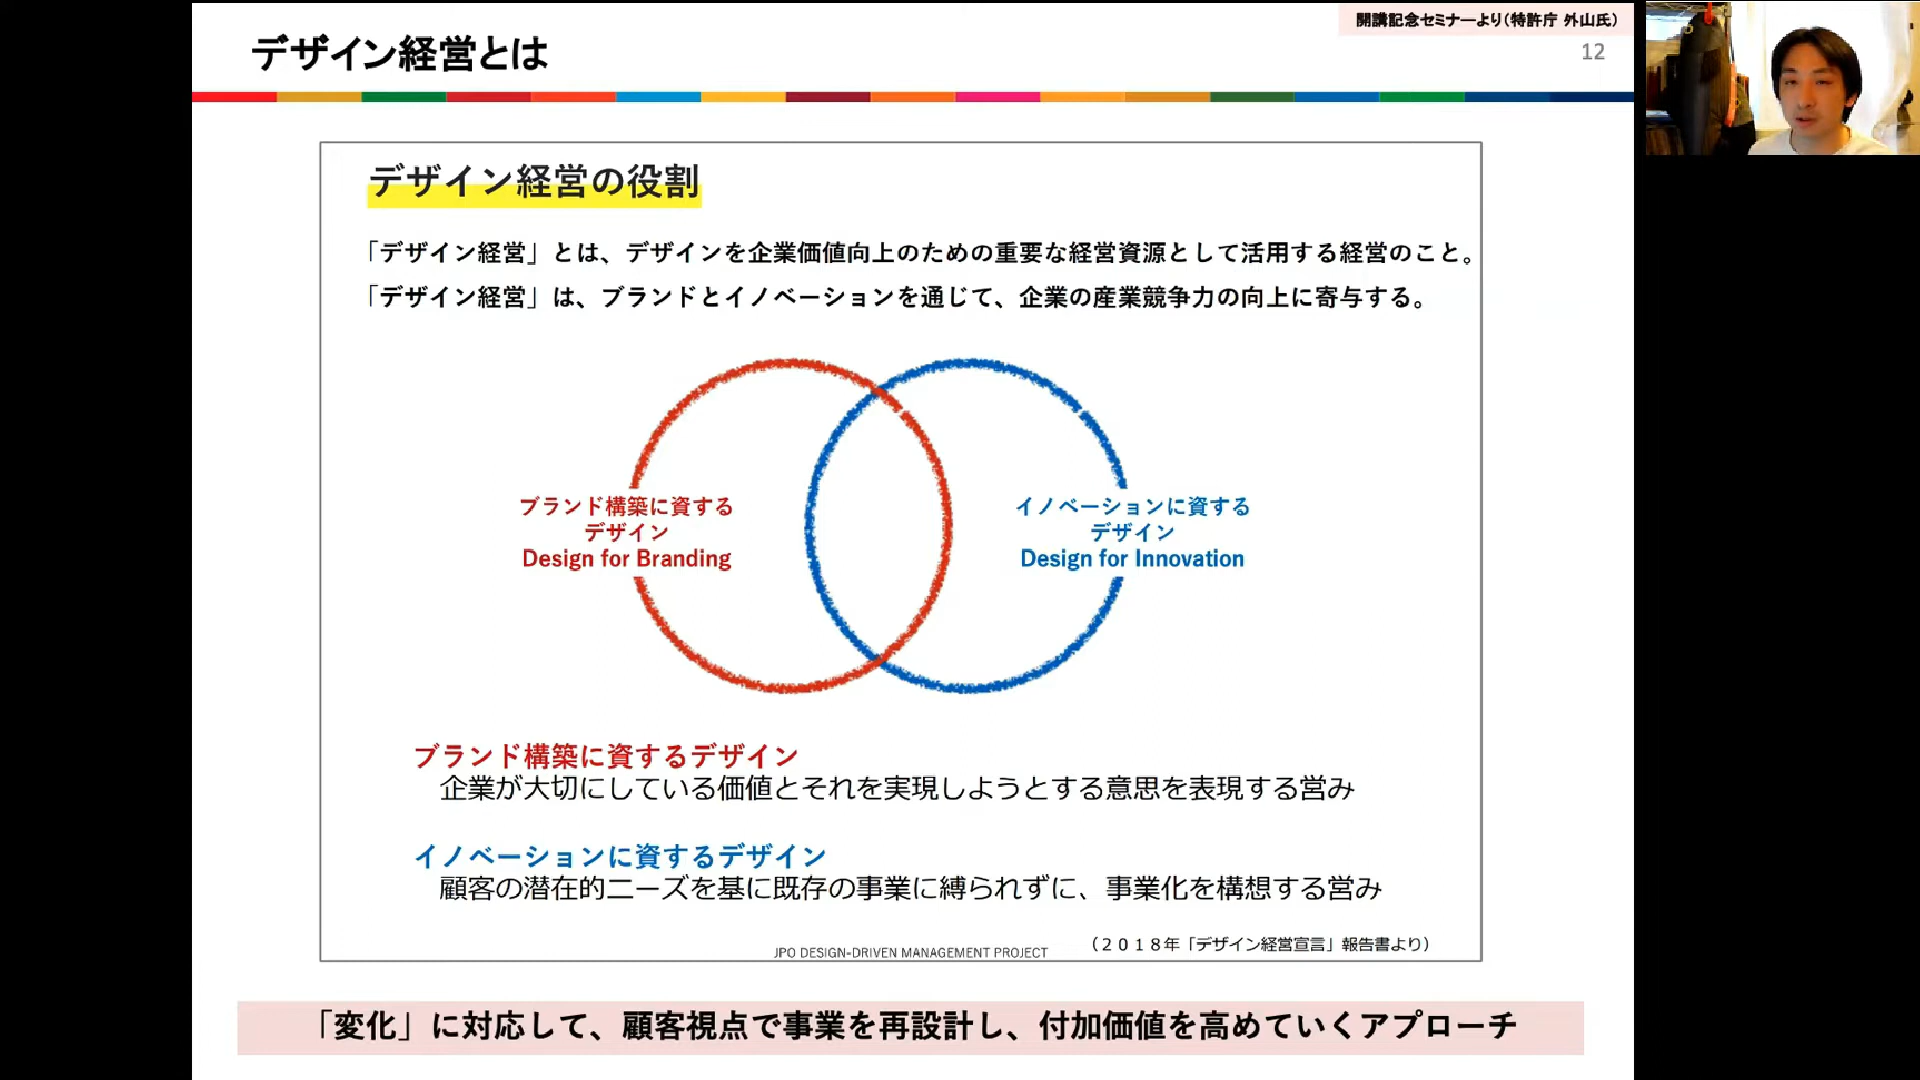 開講記念セミナーより(特許庁 外山氏)
デザイン経営とは
12
デザイン経営の役割
「デザイン経営」とは、デザインを企業価値向上のための重要な経営資源として活用する経営のこと。
「デザイン経営」は、ブランドとイノベーションを通じて、企業の産業競争力の向上に寄与する。
ブランド構築に資する
デザイン
Design for Branding
イノベーションに資する
デザイン
Design for Innovation
ブランド構築に資するデザイン
企業が大切にしている価値とそれを実現しようとする意思を表現する営み
イノベーションに資するデザイン
顧客の潜在的ニーズを基に既存の事業に縛られずに、事業化を構想する営み
JPO DESIGN-DRIVEN MANAGEMENT PROJECT
(2018年「デザイン経営宣言」報告書より)
「変化」に対応して、顧客視点で事業を再設計し、付加価値を高めていくアプローチ